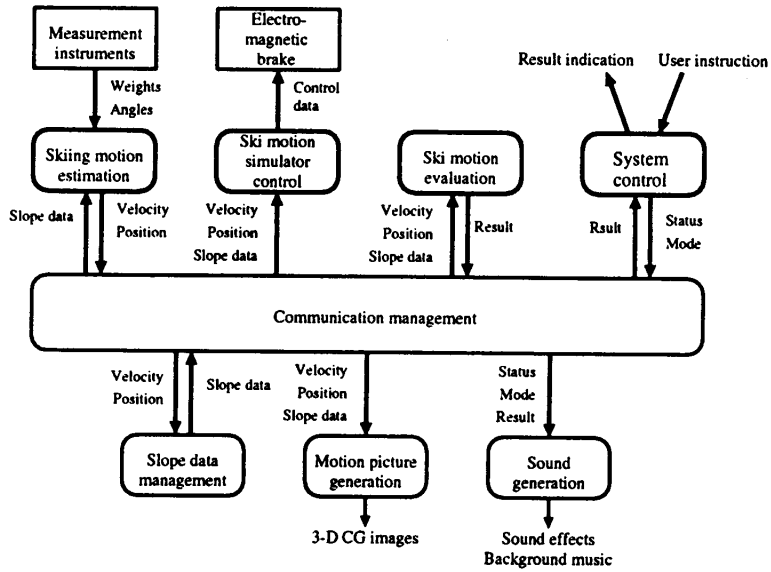 Measurement
instruments
Electro-
magnetic
brake
Result indication
User instruction
Weights
Angles
Control
data
Skiing motion
estimation
Ski motion
simulator
control
Ski motion
evaluation
System
control
Slope data
Velocity
Position
Velocity
Position
Slope data
Velocity
Position
Slope data
Result
Rsult
Status
Mode
Communication management
Velocity
Position
Slope data
Velocity
Position
Slope data
Status
Mode
Result
Slope data
management
Motion picture
generation
Sound
generation
3-D CG images
Sound effects
Background music